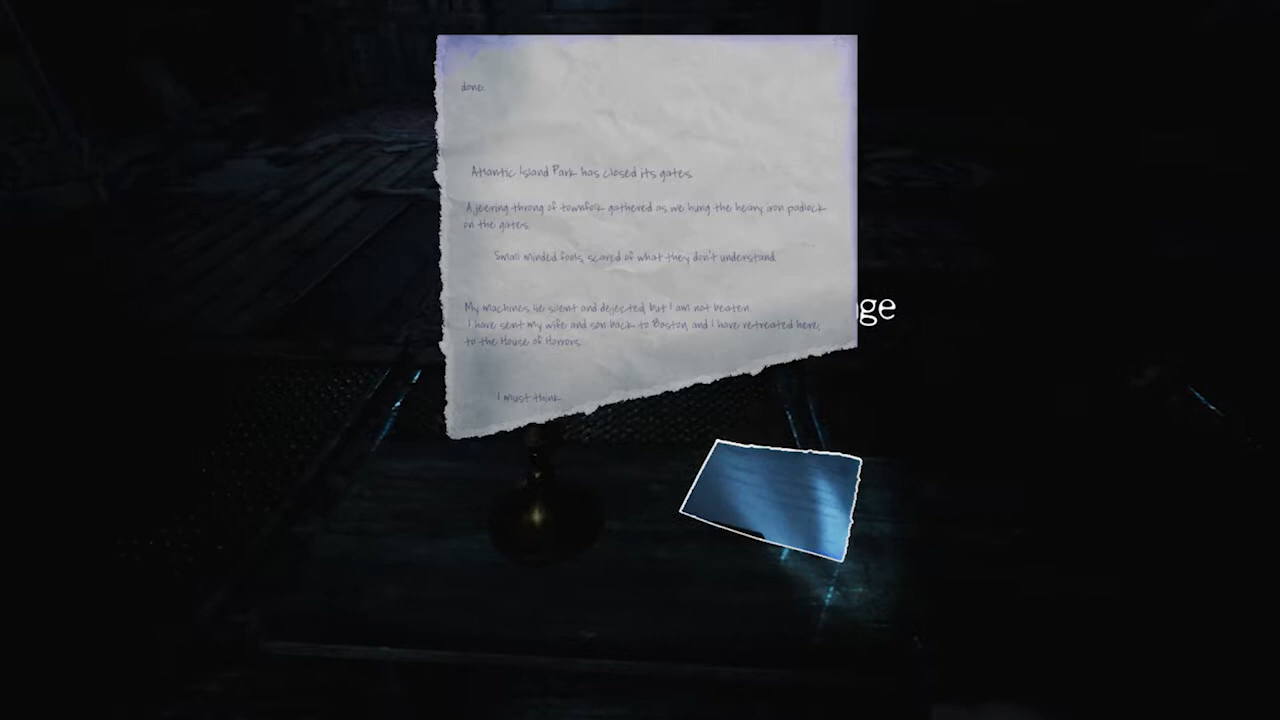 done.
Atlantic Island Park has closed its gates.
A jeering throng of townfolk gathered as we hung the heavy iron padlock
on the gates.
Small minded fools, scared of what they don't understand.
My machines lie silent and dejected, but I am not beaten.
I have sent my wife and son back to Boston, and I have retreated here,
to the House of Horrors.
ge
I must think.